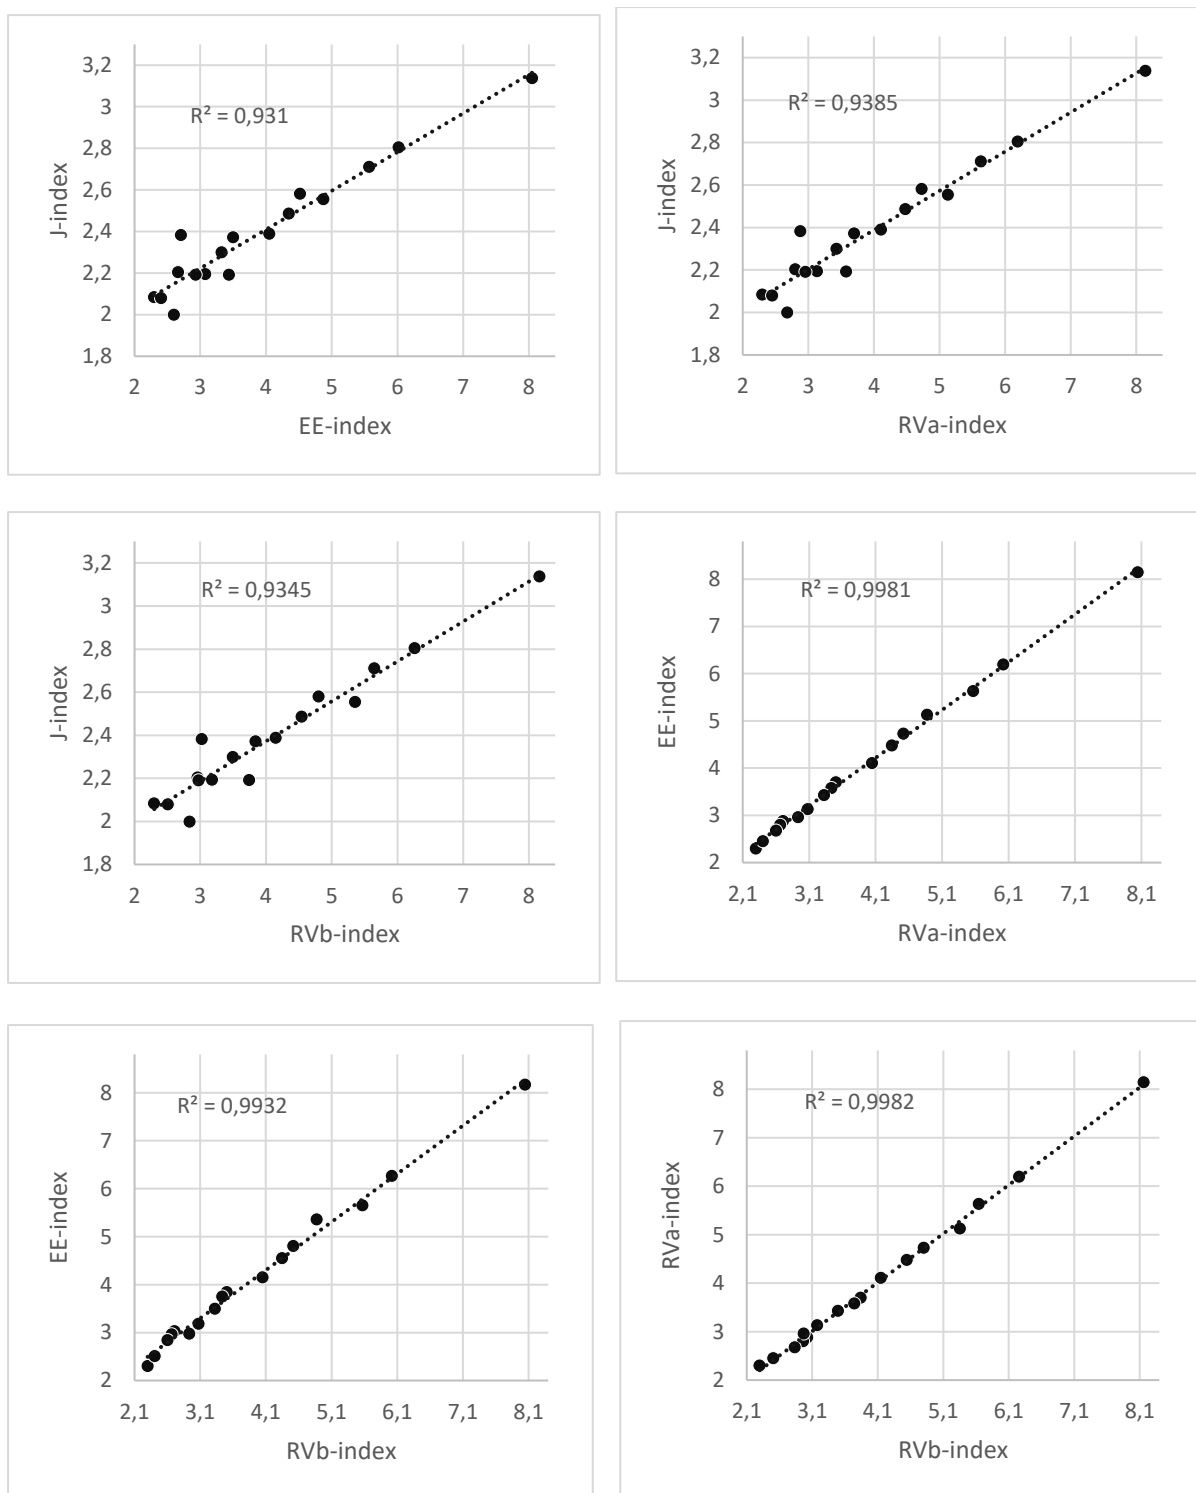 3,2
3
2,8
2,6
2,4
2,2
2
1,8
J-index
R² = 0,931
2 3 4 5 6 7 8
EE-index
3,2
3
2,8
2,6
2,4
2,2
2
1,8
J-index
R² = 0,9385
2 3 4 5 6 7 8
RVa-index
3,2
3
2,8
2,6
2,4
2,2
2
1,8
J-index
R² = 0,9345
2 3 4 5 6 7 8
RVb-index
8
7
6
5
4
3
2
EE-index
R² = 0,9981
2,1 3,1 4,1 5,1 6,1 7,1 8,1
RVa-index
8
7
6
5
4
3
2
EE-index
R² = 0,9932
2,1 3,1 4,1 5,1 6,1 7,1 8,1
RVb-index
8
7
6
5
4
3
2
RVa-index
R² = 0,9982
2,1 3,1 4,1 5,1 6,1 7,1 8,1
RVb-index